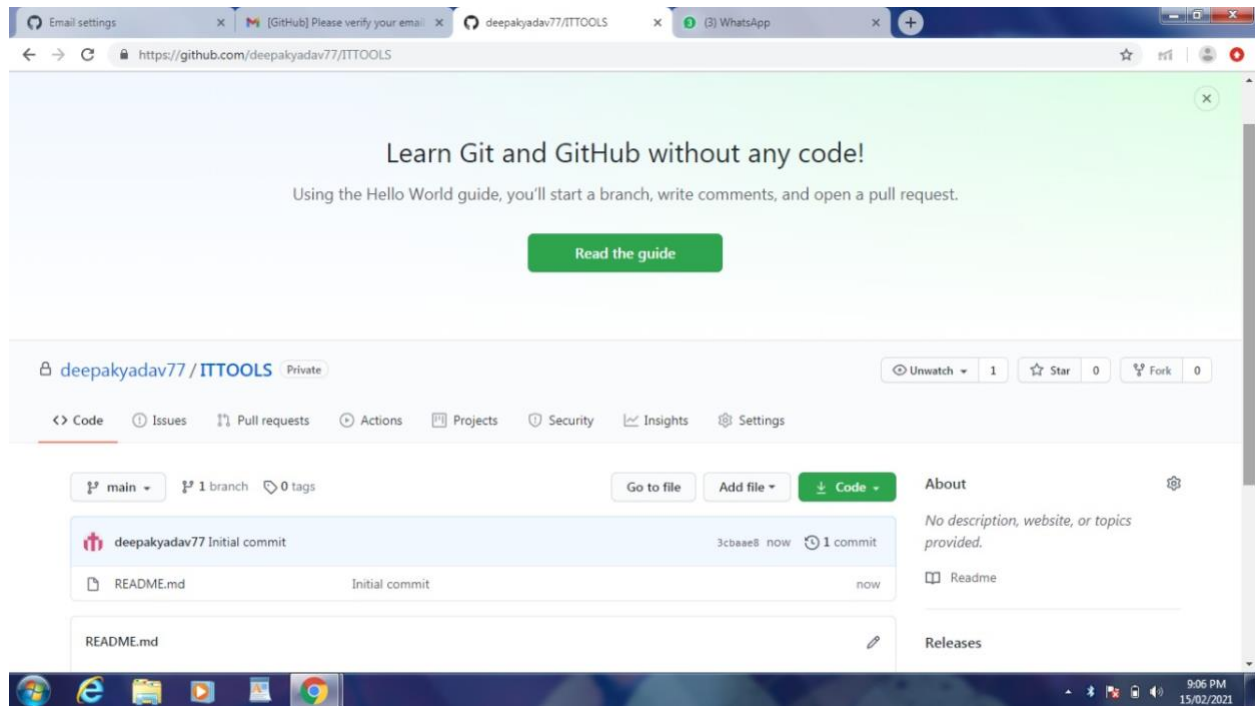 Email settings [GitHub] Please verify your email deepakyadav77/ITTOOLS (3) WhatsApp
https://github.com/deepakyadav77/ITTOOLS
Learn Git and GitHub without any code!
Using the Hello World guide, you'll start a branch, write comments, and open a pull request.
Read the guide
deepakyadav77 / ITTOOLS Private Unwatch 1 Star 0 Fork 0
<> Code Issues Pull requests Actions Projects Security Insights Settings
main 1 branch 0 tags Go to file Add file Code About
deepakyadav77 Initial commit 3cbaae8 now 1 commit
No description, website, or topics
provided.
README.md Initial commit now
Readme
README.md
Releases
9:06 PM
15/02/2021